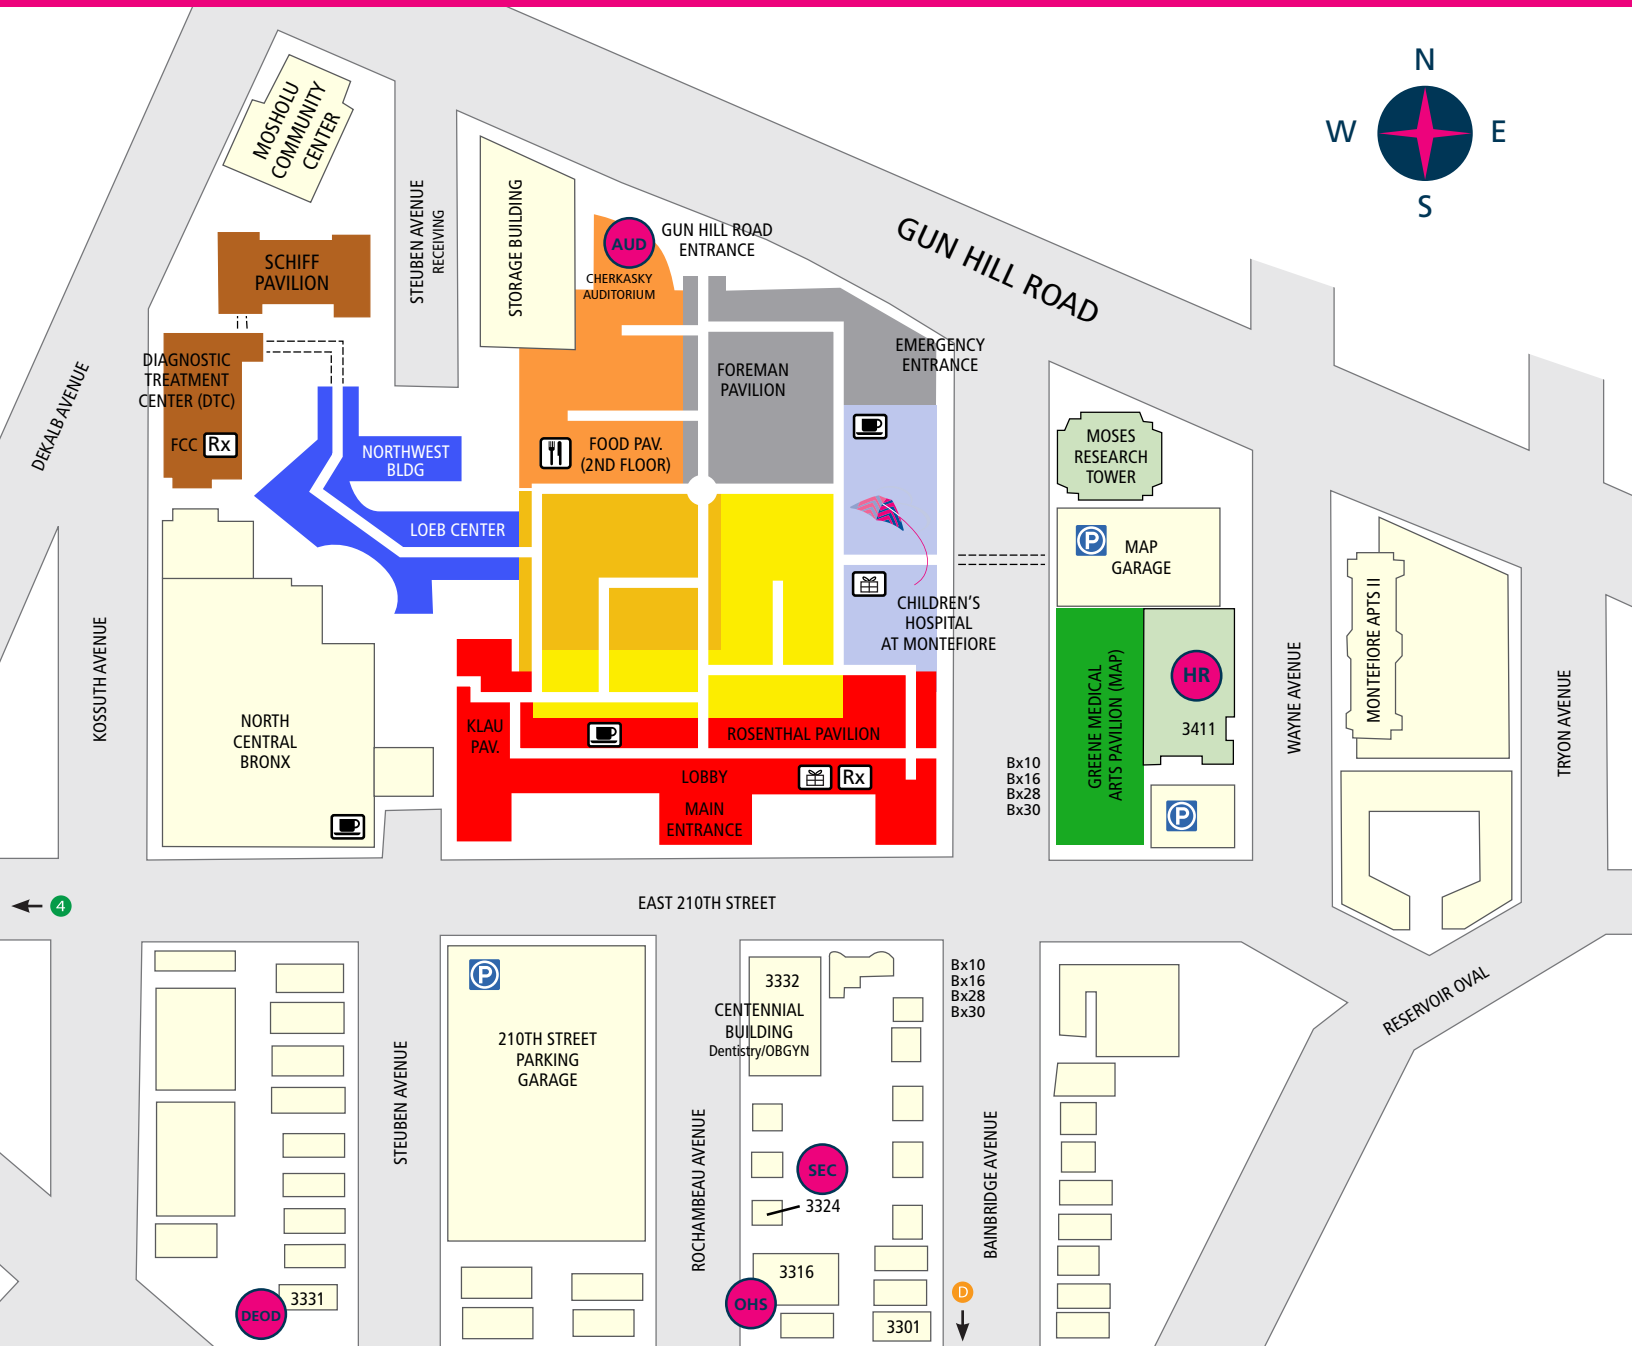 N
W
E
S
MOSHOLU
COMMUNITY
CENTER
STEUBEN AVENUE
RECEIVING
STORAGE BUILDING
AUD
CHERKASKY
AUDITORIUM
GUN HILL ROAD
ENTRANCE
GUN HILL ROAD
SCHIFF
PAVILION
DEKALB AVENUE
DIAGNOSTIC
TREATMENT
CENTER (DTC)
FCC Rx
NORTHWEST
BLDG
LOEB CENTER
FOREMAN
PAVILION
EMERGENCY
ENTRANCE
FOOD PAV.
(2ND FLOOR)
MOSES
RESEARCH
TOWER
P
MAP
GARAGE
CHILDREN'S
HOSPITAL
AT MONTEFIORE
GREENE MEDICAL
ARTS PAVILION (MAP)
HR
3411
P
WAYNE AVENUE
MONTEFIORE APTS II
TRYON AVENUE
KOSSUTH AVENUE
NORTH
CENTRAL
BRONX
KLAU
PAV.
ROSENTHAL PAVILION
LOBBY
Rx
MAIN
ENTRANCE
Bx10
Bx16
Bx28
Bx30
4
EAST 210TH STREET
RESERVOIR OVAL
P
210TH STREET
PARKING
GARAGE
STEUBEN AVENUE
3332
CENTENNIAL
BUILDING
Dentistry/OBGYN
Bx10
Bx16
Bx28
Bx30
ROCHAMBEAU AVENUE
SEC
3324
BAINBRIDGE AVENUE
3316
OHS
D
3301
DEOD
3331